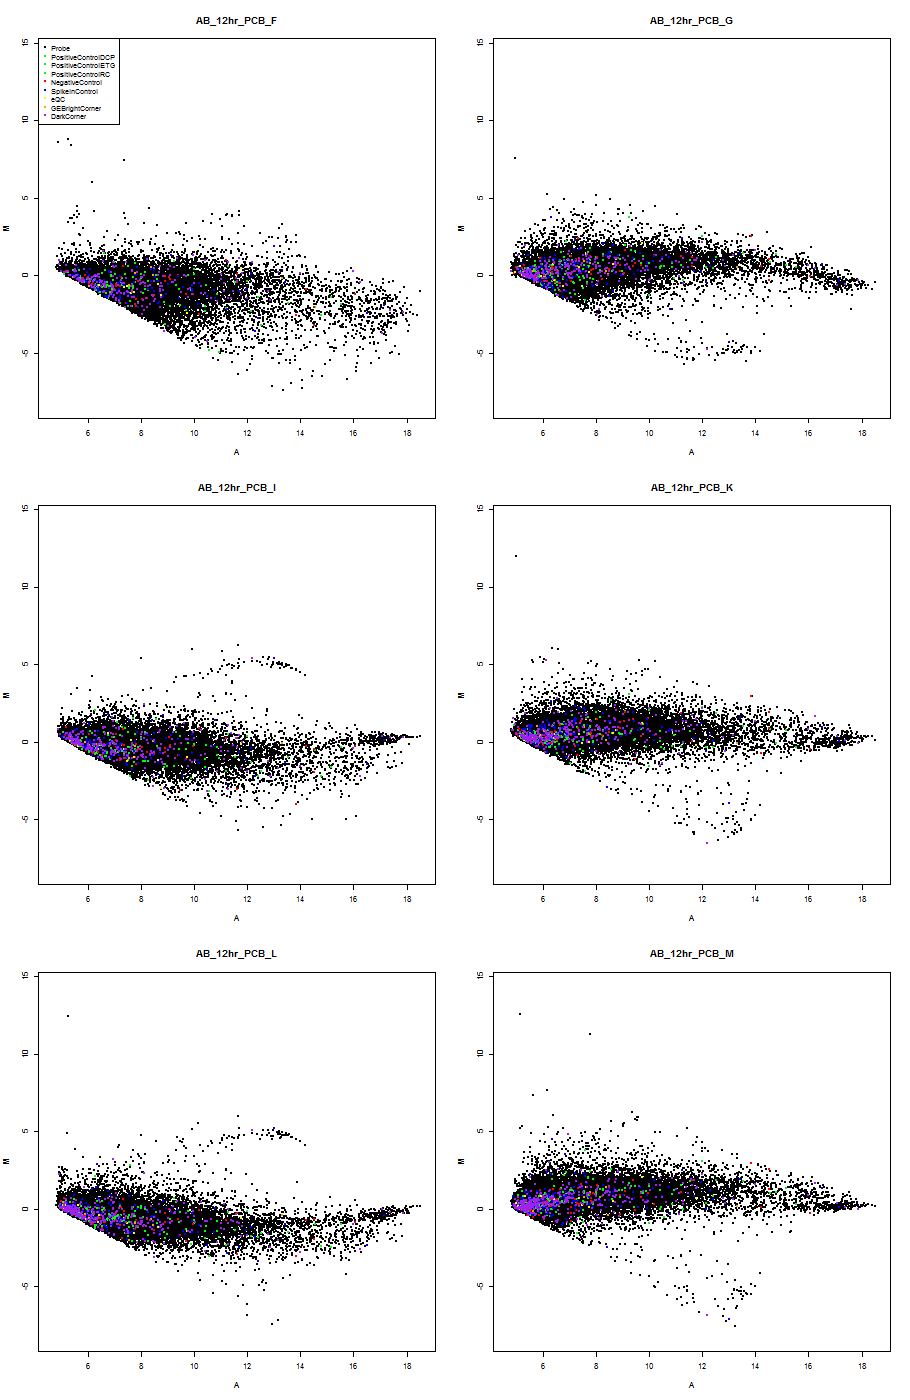 AB_12hr_PCB_F
AB_12hr_PCB_G
15
10
5
0
-5
M
Probe
PositiveControlDCP
PositiveControlETG
PositiveControlRC
NegativeControl
SpikeInControl
eQC
GEBrightCorner
DarkCorner
6 8 10 12 14 16 18
A
15
10
5
0
-5
M
6 8 10 12 14 16 18
A
AB_12hr_PCB_I
AB_12hr_PCB_K
15
10
5
0
-5
M
6 8 10 12 14 16 18
A
15
10
5
0
-5
M
6 8 10 12 14 16 18
A
AB_12hr_PCB_L
AB_12hr_PCB_M
15
10
5
0
-5
M
6 8 10 12 14 16 18
A
15
10
5
0
-5
M
6 8 10 12 14 16 18
A